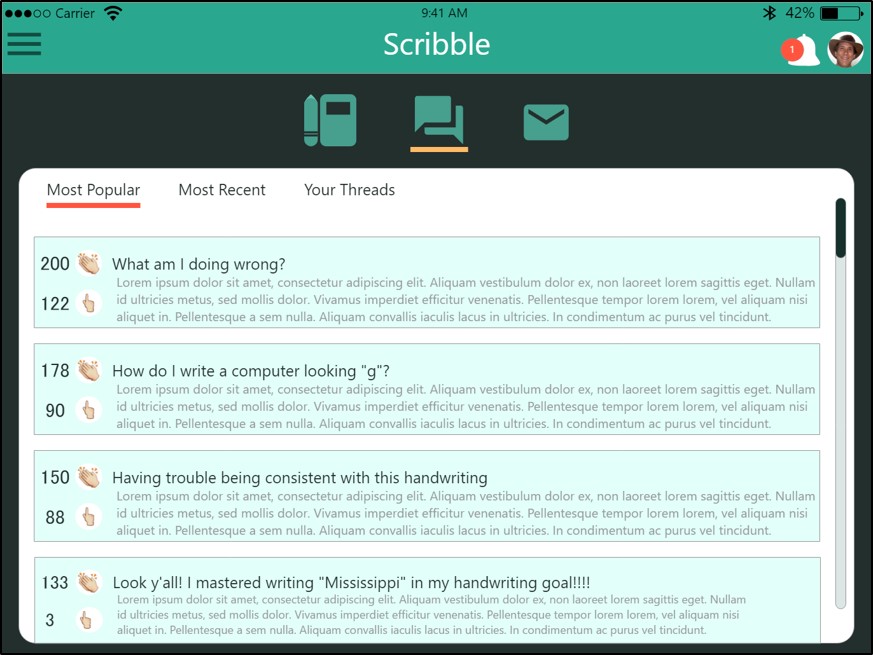 Carrier 9:41 AM 42%
Scribble
1
Most Popular Most Recent Your Threads
200 What am I doing wrong?
Lorem ipsum dolor sit amet, consectetur adipiscing elit. Aliquam vestibulum dolor ex, non laoreet lorem sagittis eget. Nullam
122 id ultricies metus, sed mollis dolor. Vivamus imperdiet efficitur venenatis. Pellentesque tempor lorem lorem, vel aliquam nisi
aliquet in. Pellentesque a sem nulla. Aliquam convallis iaculis lacus in ultricies. In condimentum ac purus vel tincidunt.
178 How do I write a computer looking "g"?
Lorem ipsum dolor sit amet, consectetur adipiscing elit. Aliquam vestibulum dolor ex, non laoreet lorem sagittis eget. Nullam
90 id ultricies metus, sed mollis dolor. Vivamus imperdiet efficitur venenatis. Pellentesque tempor lorem lorem, vel aliquam nisi
aliquet in. Pellentesque a sem nulla. Aliquam convallis iaculis lacus in ultricies. In condimentum ac purus vel tincidunt.
150 Having trouble being consistent with this handwriting
Lorem ipsum dolor sit amet, consectetur adipiscing elit. Aliquam vestibulum dolor ex, non laoreet lorem sagittis eget. Nullam
88 id ultricies metus, sed mollis dolor. Vivamus imperdiet efficitur venenatis. Pellentesque tempor lorem lorem, vel aliquam nisi
aliquet in. Pellentesque a sem nulla. Aliquam convallis iaculis lacus in ultricies. In condimentum ac purus vel tincidunt.
133 Look y'all! I mastered writing "Mississippi" in my handwriting goal!!!!
Lorem ipsum dolor sit amet, consectetur adipiscing elit. Aliquam vestibulum dolor ex, non laoreet lorem sagittis eget. Nullam
3 id ultricies metus, sed mollis dolor. Vivamus imperdiet efficitur venenatis. Pellentesque tempor lorem lorem, vel aliquam nisi
aliquet in. Pellentesque a sem nulla. Aliquam convallis iaculis lacus in ultricies. In condimentum ac purus vel tincidunt.